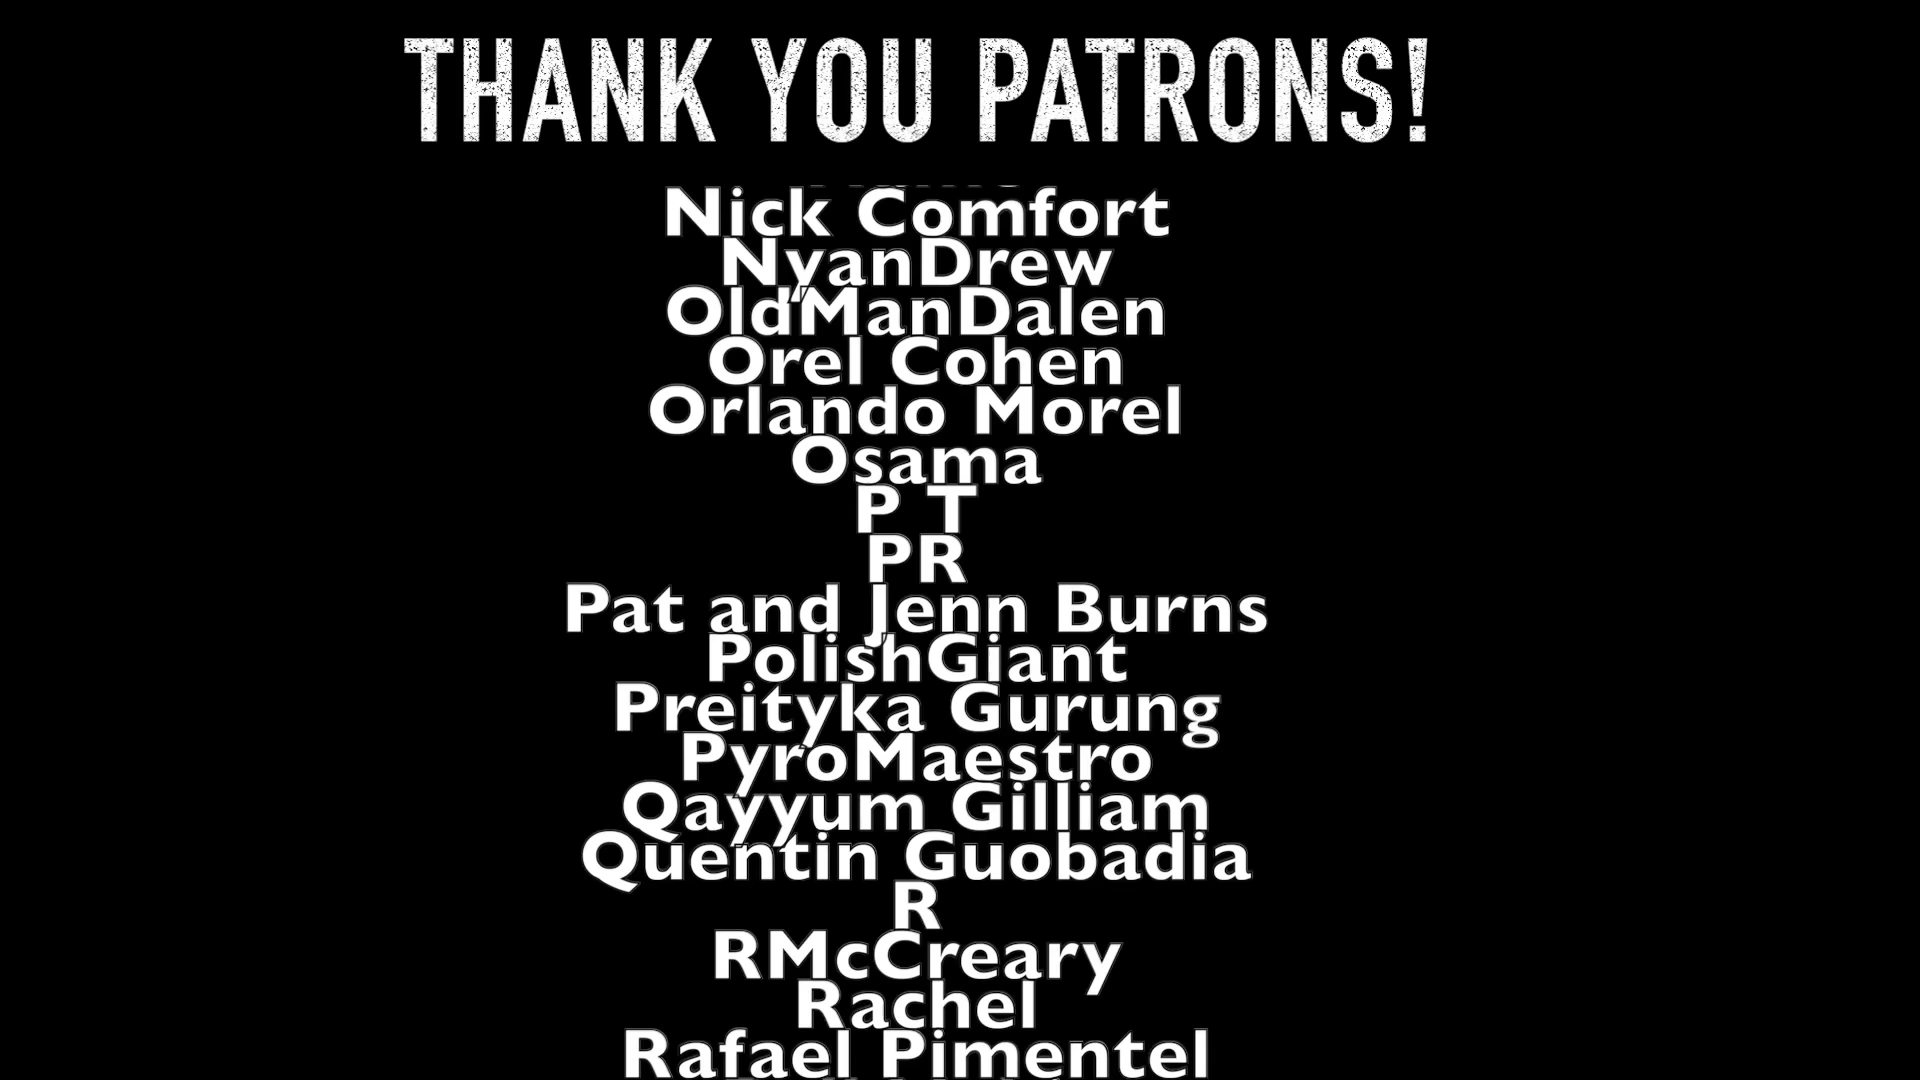 THANK YOU PATRONS!
Nick Comfort
NyanDrew
OldManDalen
Orel Cohen
Orlando Morel
Osama
P T
PR
Pat and Jenn Burns
PolishGiant
Preityka Gurung
PyroMaestro
Qayyum Gilliam
Quentin Guobadia
R
RMcCreary
Rachel
Rafael Pimentel